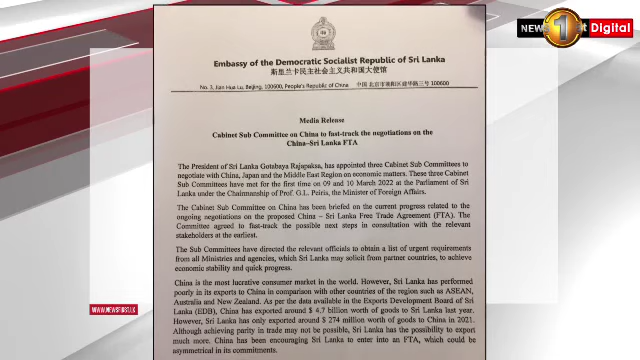 NEWS 1st Digital
Embassy of the Democratic Socialist Republic of Sri Lanka
斯里兰卡民主社会主义共和国大使馆
No. 3, Jian Hua Lu, Beijing, 100600, People's Republic of China 中国 北京市 建华路三号 100600
Media Release
Cabinet Sub Committee on China to fast-track the negotiations on the
China–Sri Lanka FTA
The President of Sri Lanka Gotabaya Rajapaksa, has appointed three Cabinet Sub Committees to
negotiate with China, Japan and the Middle East Region on economic matters. These three Cabinet
Sub Committees have met for the first time on 09 and 10 March 2022 at the Parliament of Sri
Lanka under the Chairmanship of Prof. G.L. Peiris, the Minister of Foreign Affairs.
The Cabinet Sub Committee on China has been briefed on the current progress related to the
ongoing negotiations on the proposed China – Sri Lanka Free Trade Agreement (FTA). The
Committee agreed to fast-track the possible next steps in consultation with the relevant
stakeholders at the earliest.
The Sub Committees have directed the relevant officials to obtain a list of urgent requirements
from all Ministries and agencies, which Sri Lanka may solicit from partner countries, to achieve
economic stability and quick progress.
China is the most lucrative consumer market in the world. However, Sri Lanka has performed
poorly in its exports to China in comparison with other countries of the region such as ASEAN,
Australia and New Zealand. As per the data available in the Exports Development Board of Sri
Lanka (EDB), China has exported around $ 4.7 billion worth of goods to Sri Lanka last year.
However, Sri Lanka has only exported around $ 274 million worth of goods to China in 2021.
Although achieving parity in trade may not be possible, Sri Lanka has the possibility to export
much more. China has been encouraging Sri Lanka to enter into an FTA, which could be
asymmetrical in its commitments.
WWW.NEWSFIRST.LK